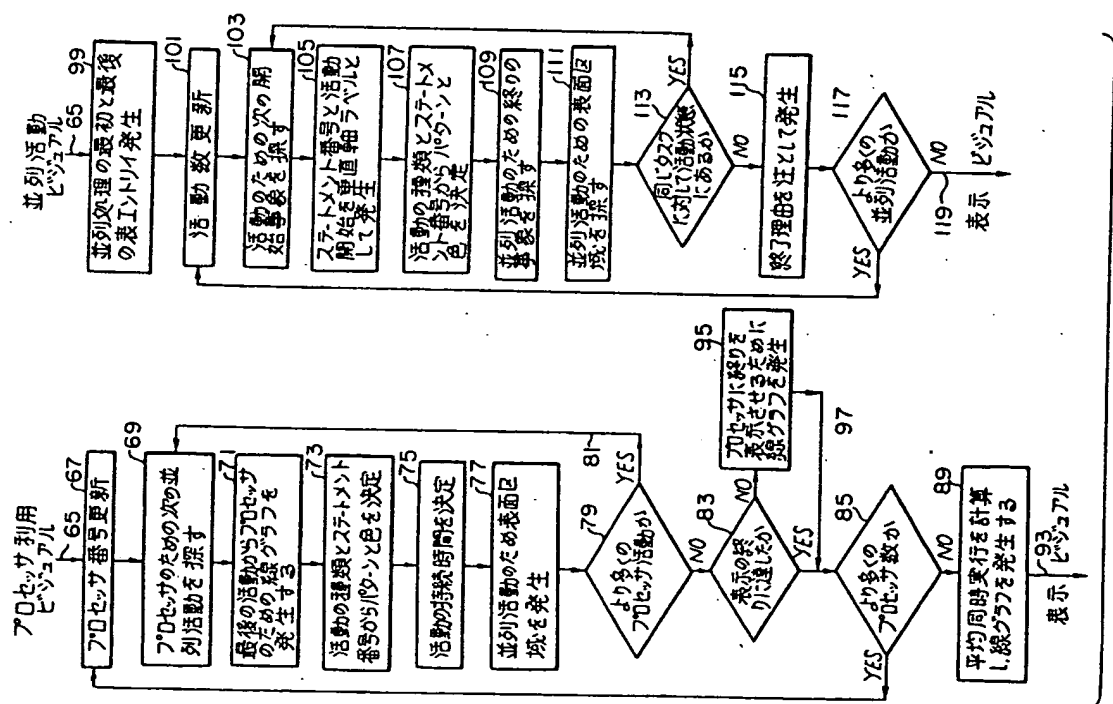 プロセッサ利用
ビジュアル
65
プロセッサ番号更新
67
プロセッサのため次の並
列活動を探す
69
最後の活動からプロセッサ
のための線グラフを
発生する
71
活動の種類とステートメント
番号からパターンと色を決定
73
活動の持続時間を決定
75
並列活動のため表面区
域を発生
77
より多くの
プロセッサ活動か
79
YES
81
NO
表示の終
りに達したか
83
NO
YES
プロセッサに終りを
表示させるために
線グラフを発生
95
97
より多くの
プロセッサ数か
85
YES
NO
平均同時実行を計算
し、線グラフを発生する
89
93
表示
ビジュアル
並列活動
ビジュアル
65
並列処理の最初と最後
の表エントリイ発生
99
活動数更新
101
活動のための次の開
始事象を探す
103
ステートメント番号と活動
開始を垂直軸ラベルと
して発生
105
活動の種類とステートメ
ント番号からパターンと
色を決定
107
並列活動のための終りの
事象を探す
109
並列活動のための表面区
域を探す
111
同じタスク
に対して活動状態
にあるか
113
YES
NO
終了理由を注として発生
115
より多くの
並列活動か
117
YES
NO
119
表示
ビジュアル